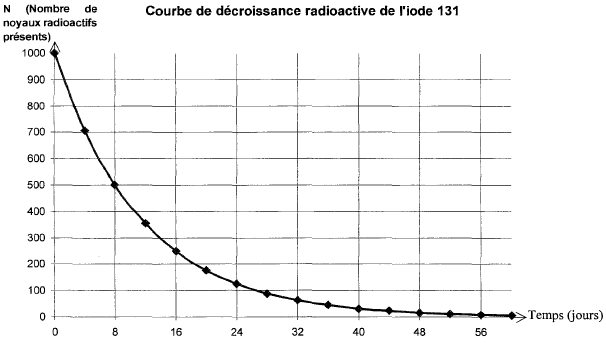 N (Nombre de
noyaux radioactifs
présents)
Courbe de décroissance radioactive de l'iode 131
1000
900
800
700
600
500
400
300
200
100
0
0 8 16 24 32 40 48 56
Temps (jours)